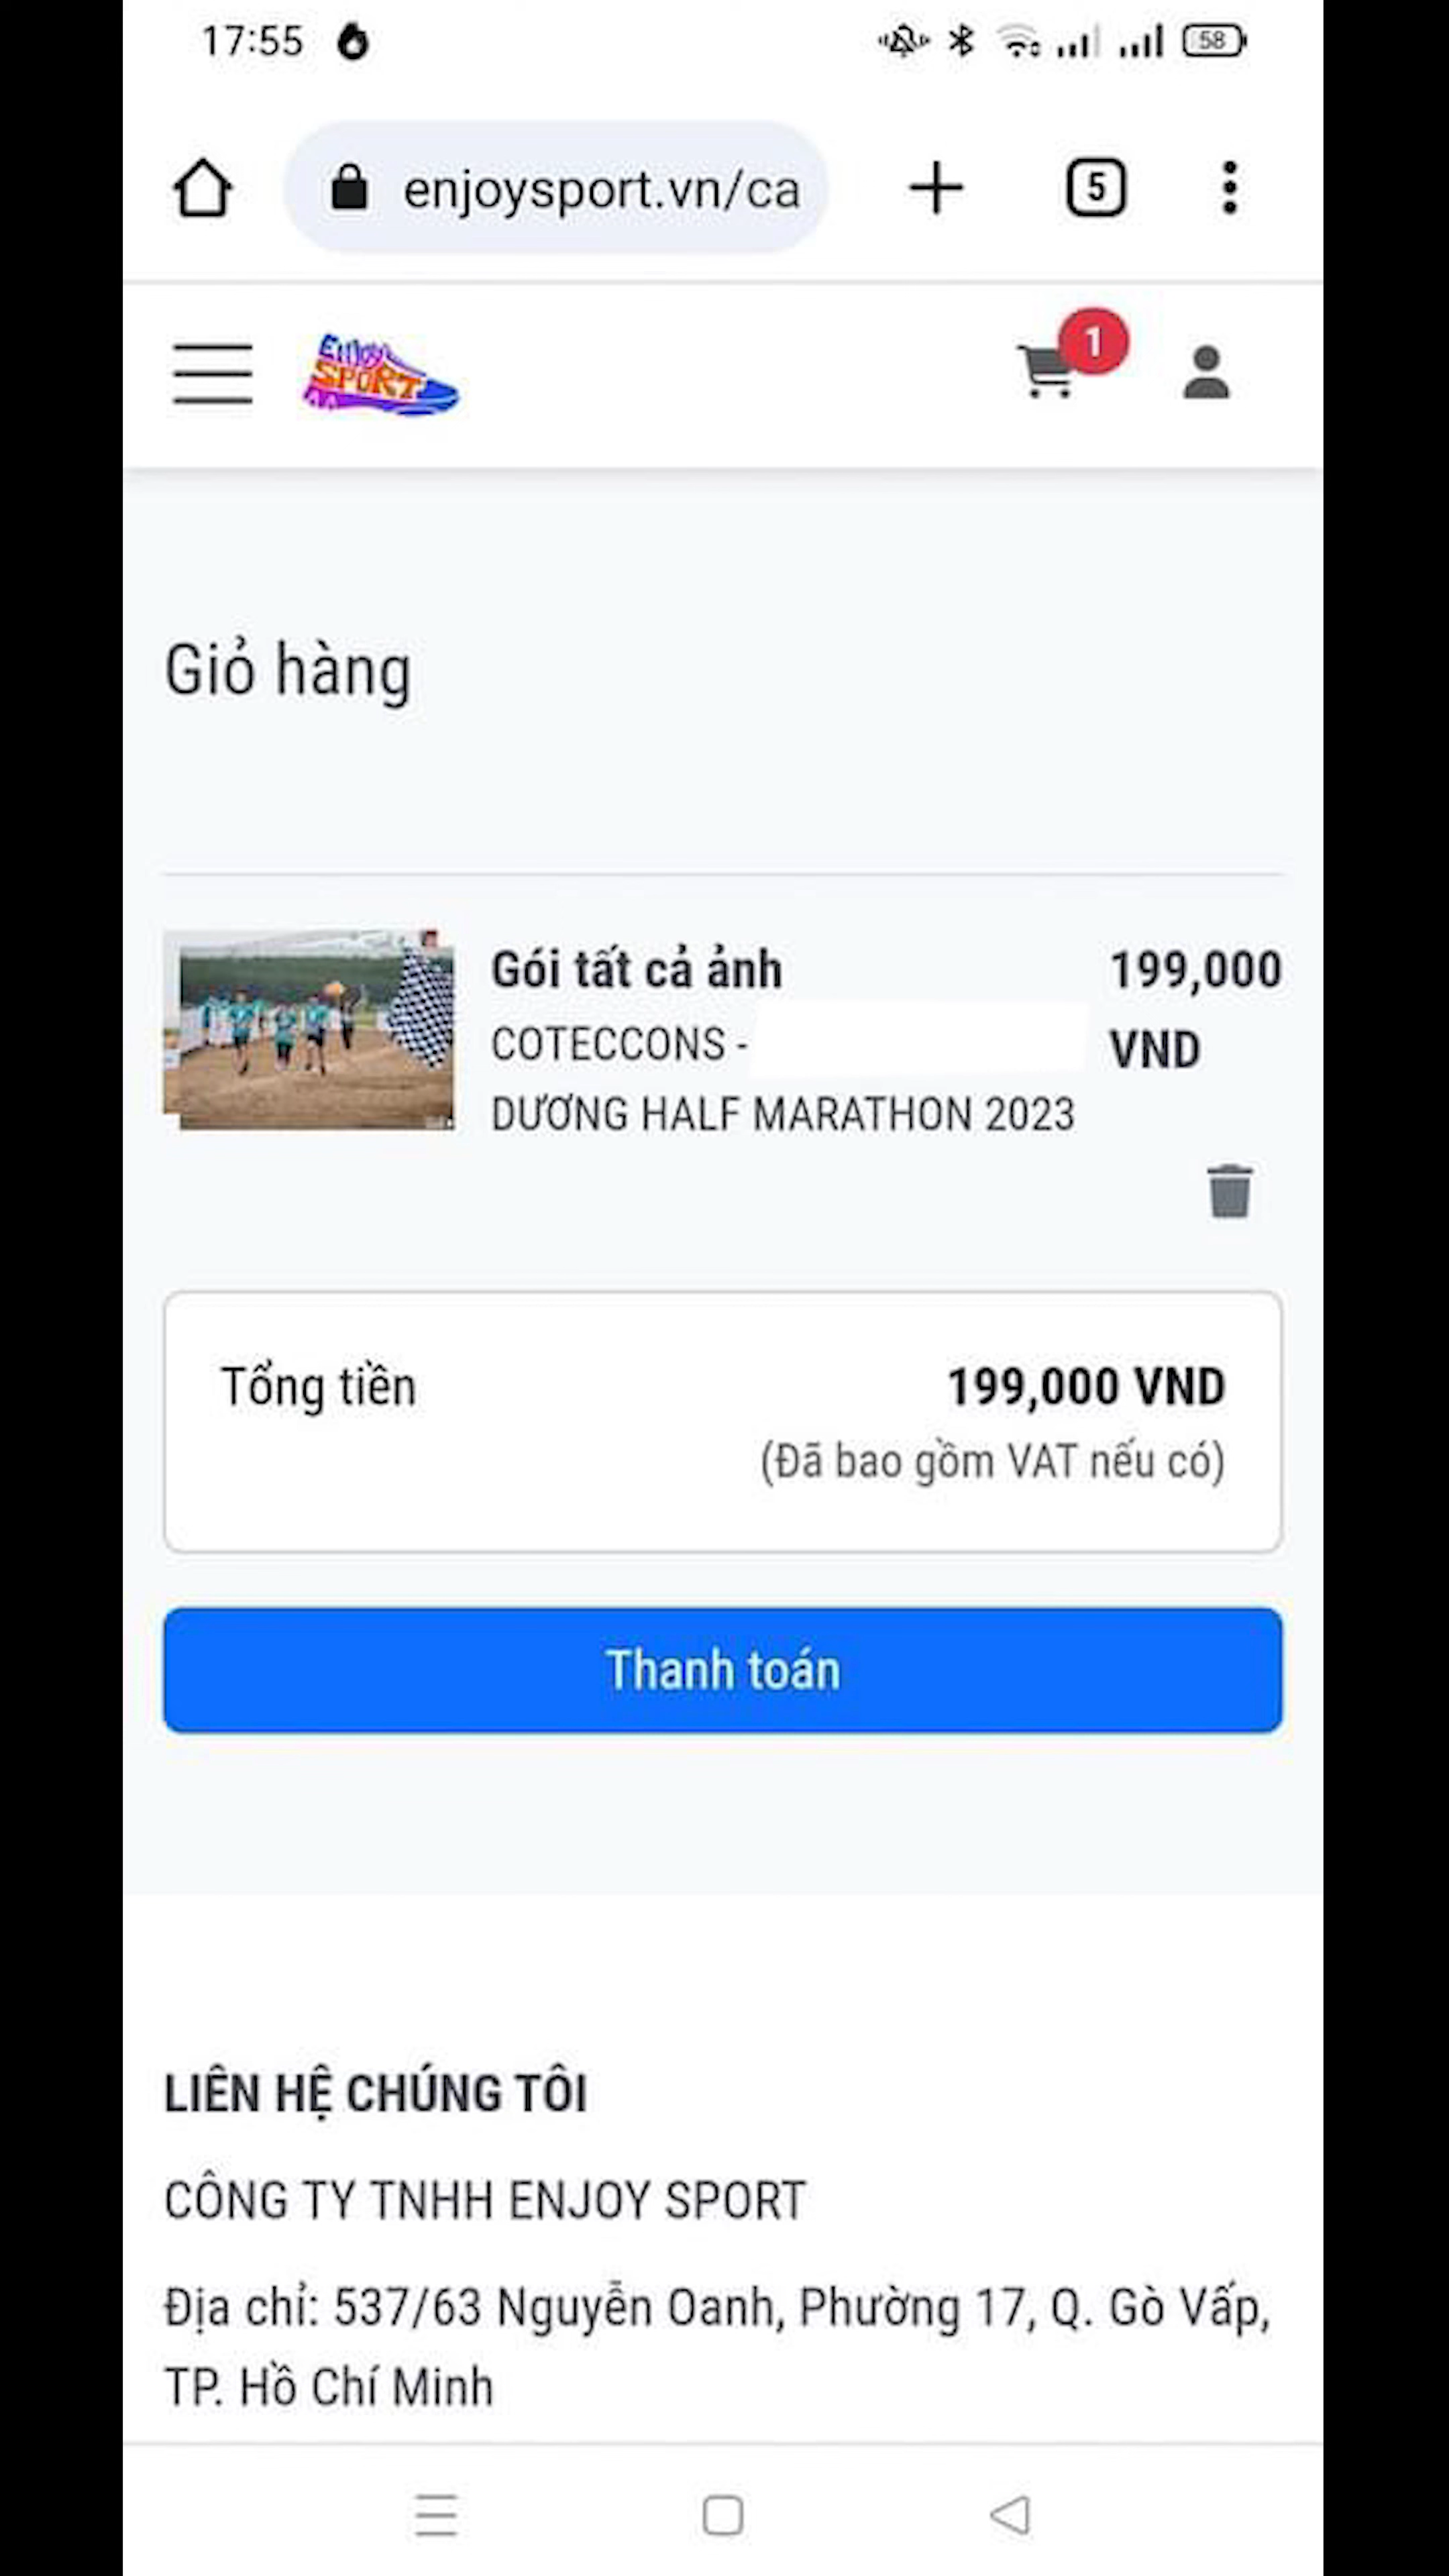 17:55
58
enjoysport.vn/ca
5
Enjoy
SPORT
1
Giỏ hàng
Gói tất cả ảnh
199,000
COTECCONS -
VND
DƯƠNG HALF MARATHON 2023
Tổng tiền
199,000 VND
(Đã bao gồm VAT nếu có)
Thanh toán
LIÊN HỆ CHÚNG TÔI
CÔNG TY TNHH ENJOY SPORT
Địa chỉ: 537/63 Nguyễn Oanh, Phường 17, Q. Gò Vấp,
TP. Hồ Chí Minh